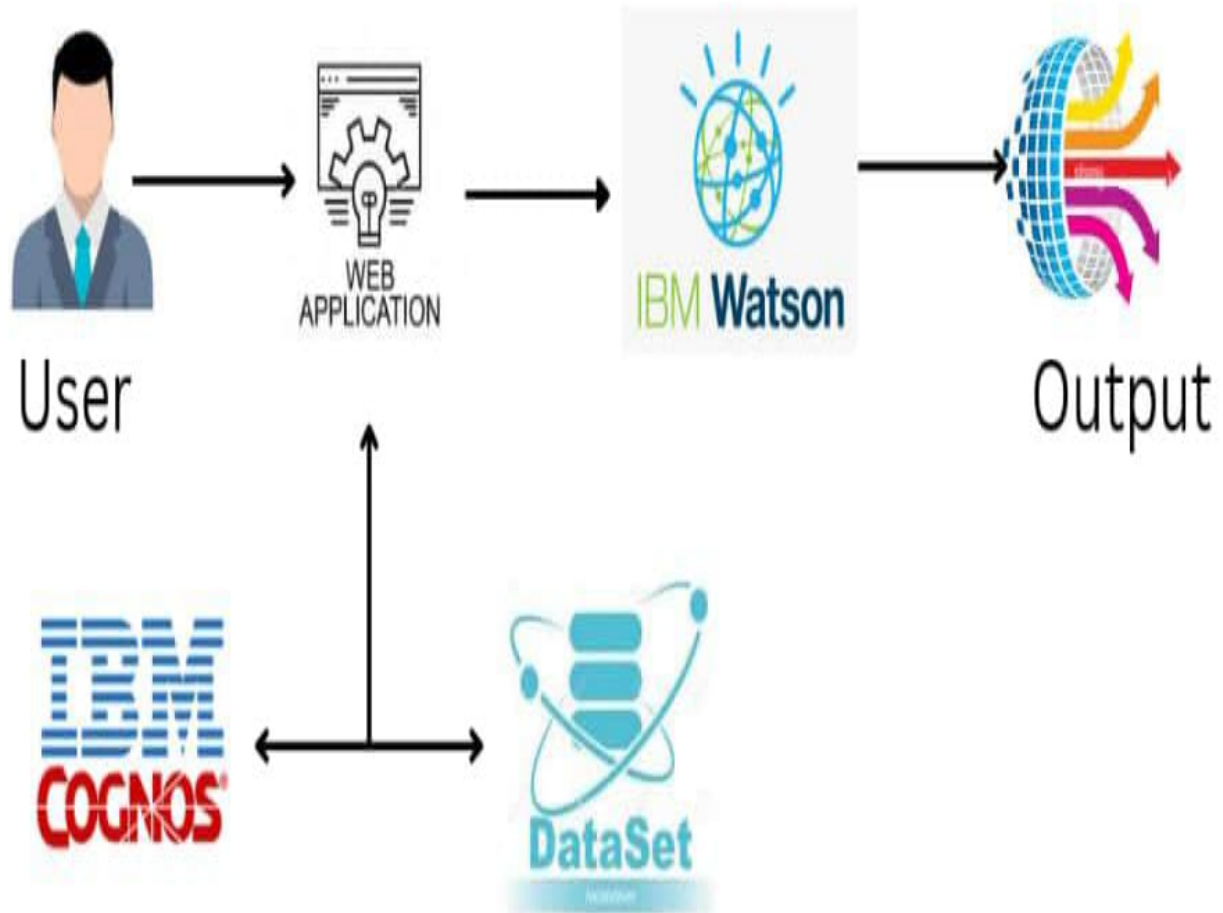 WEB
APPLICATION
IBM Watson
User
Output
IBM
COGNOS
DataSet